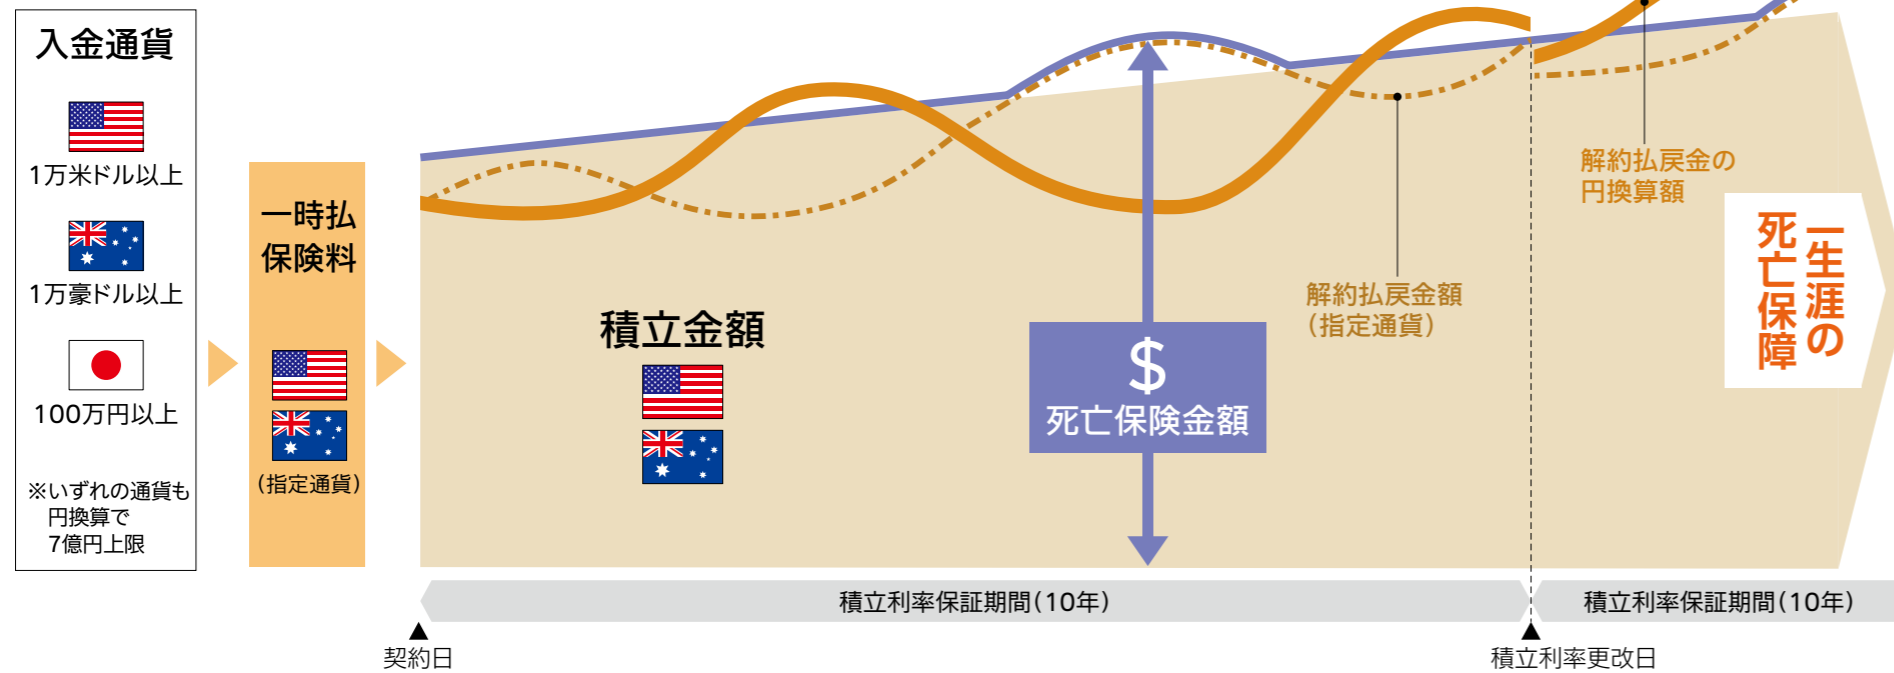 入金通貨
1万米ドル以上
1万豪ドル以上
100万円以上
※いずれの通貨も
円換算で
7億円上限
一時払
保険料
(指定通貨)
積立金額
$
死亡保険金額
解約払戻金額
(指定通貨)
解約払戻金の
円換算額
一生涯の
死亡保障
積立利率保証期間(10年)
積立利率保証期間(10年)
契約日
積立利率更改日